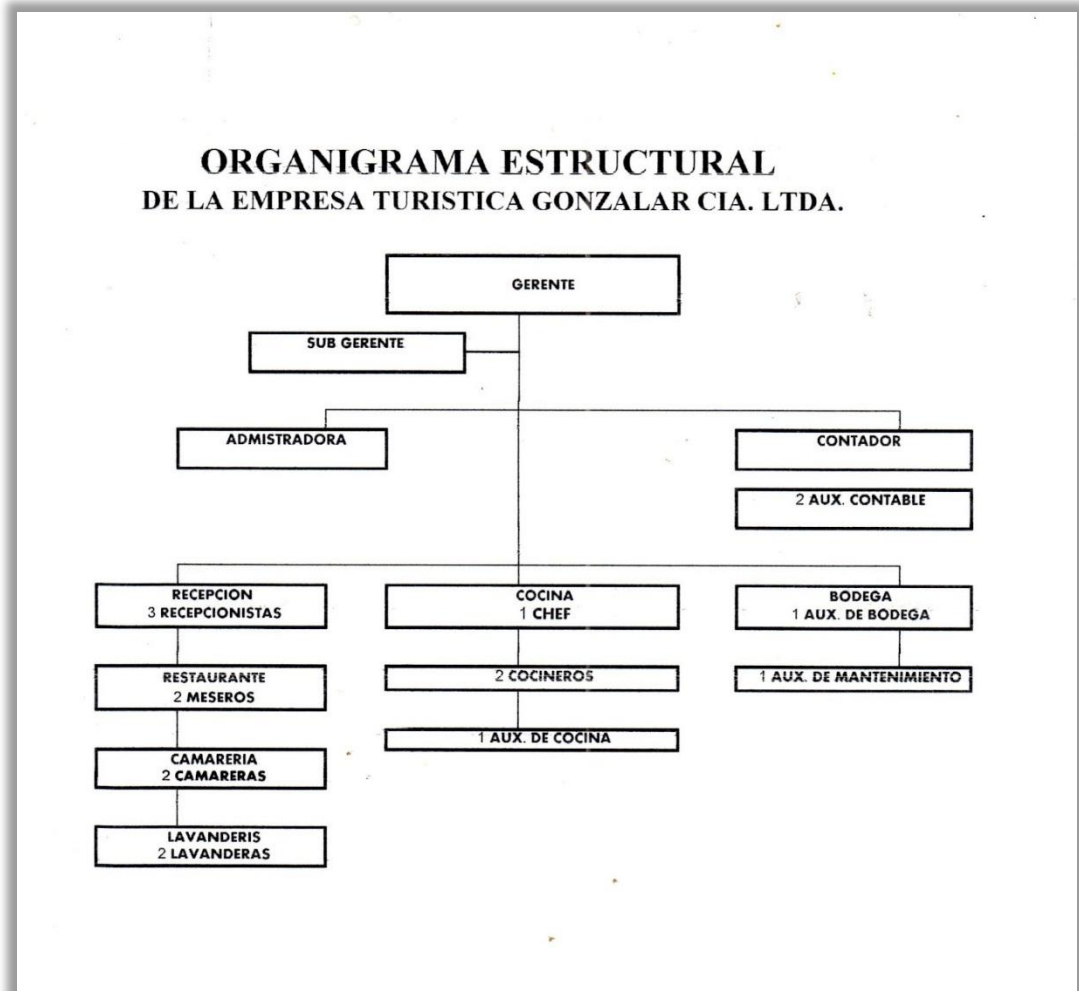 ORGANIGRAMA ESTRUCTURAL
DE LA EMPRESA TURISTICA GONZALAR CIA. LTDA.
GERENTE
SUB GERENTE
ADMISTRADORA
CONTADOR
2 AUX. CONTABLE
RECEPCION
3 RECEPCIONISTAS
COCINA
1 CHEF
BODEGA
1 AUX. DE BODEGA
RESTAURANTE
2 MESEROS
2 COCINEROS
1 AUX. DE MANTENIMIENTO
1 AUX. DE COCINA
CAMARERIA
2 CAMARERAS
LAVANDERIS
2 LAVANDERAS